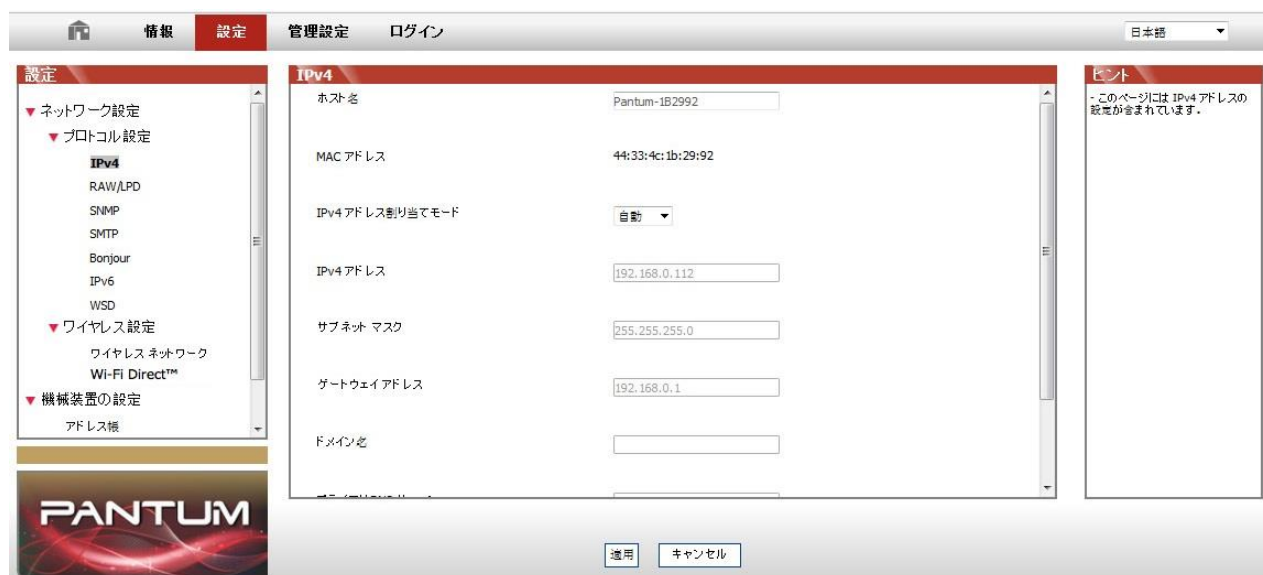 情報 設定 管理設定 ログイン 日本語
設定
▼ ネットワーク設定
▼ プロトコル設定
IPv4
RAW/LPD
SNMP
SMTP
Bonjour
IPv6
WSD
▼ ワイヤレス設定
ワイヤレス ネットワーク
Wi-Fi Direct™
▼ 機械装置の設定
アドレス帳
PANTUM
IPv4
ホスト名 Pantum-1B2992
MAC アドレス 44:33:4c:1b:29:92
IPv4 アドレス割り当てモード 自動
IPv4 アドレス 192.168.0.112
サブネット マスク 255.255.255.0
ゲートウェイ アドレス 192.168.0.1
ドメイン名
適用 キャンセル
ヒント
- このページには IPv4 アドレスの
設定が含まれています.